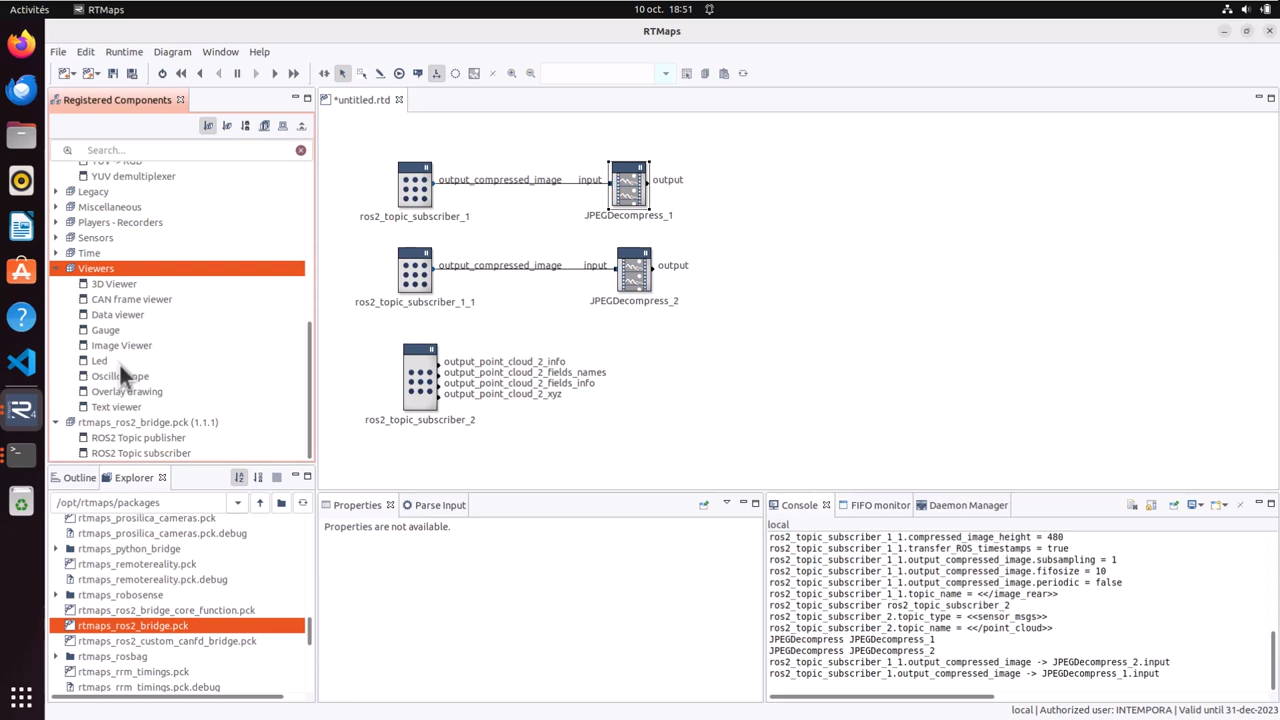 Activités
RTMaps
10 oct. 18:51
RTMaps
File Edit Runtime Diagram Window Help
Registered Components
*untitled.rtd
Search...
YUV -> RGB
YUV demultiplexer
Legacy
Miscellaneous
Players - Recorders
Sensors
Time
Viewers
3D Viewer
CAN frame viewer
Data viewer
Gauge
Image Viewer
Led
Overlay drawing
Text viewer
rtmaps_ros2_bridge.pck (1.1.1)
ROS2 Topic publisher
ROS2 Topic subscriber
output_compressed_image input output
ros2_topic_subscriber_1 JPEGDecompress_1
output_compressed_image input output
ros2_topic_subscriber_1_1 JPEGDecompress_2
output_point_cloud_2_info
output_point_cloud_2_fields_names
output_point_cloud_2_fields_info
output_point_cloud_2_xyz
ros2_topic_subscriber_2
Outline Explorer
/opt/rtmaps/packages
rtmaps_prosilica_cameras.pck
rtmaps_prosilica_cameras.pck.debug
rtmaps_python_bridge
rtmaps_remotereality.pck
rtmaps_remotereality.pck.debug
rtmaps_robosense
rtmaps_ros2_bridge_core_function.pck
rtmaps_ros2_bridge.pck
rtmaps_ros2_custom_canfd_bridge.pck
rtmaps_rosbag
rtmaps_rrm_timings.pck
rtmaps_rrm_timings.pck.debug
Properties Parse Input
Properties are not available.
Console FIFO monitor Daemon Manager
local
ros2_topic_subscriber_1_1.compressed_image_height = 480
ros2_topic_subscriber_1_1.transfer_ROS_timestamps = true
ros2_topic_subscriber_1_1.output_compressed_image.subsampling = 1
ros2_topic_subscriber_1_1.output_compressed_image.fifosize = 10
ros2_topic_subscriber_1_1.output_compressed_image.periodic = false
ros2_topic_subscriber_1_1.topic_name = <</image_rear>>
ros2_topic_subscriber ros2_topic_subscriber_2
ros2_topic_subscriber_2.topic_type = <<sensor_msgs>>
ros2_topic_subscriber_2.topic_name = <</point_cloud>>
JPEGDecompress JPEGDecompress_1
JPEGDecompress JPEGDecompress_2
ros2_topic_subscriber_1_1.output_compressed_image -> JPEGDecompress_2.input
ros2_topic_subscriber_1.output_compressed_image -> JPEGDecompress_1.input
local | Authorized user: INTEMPORA | Valid until 31-dec-2023